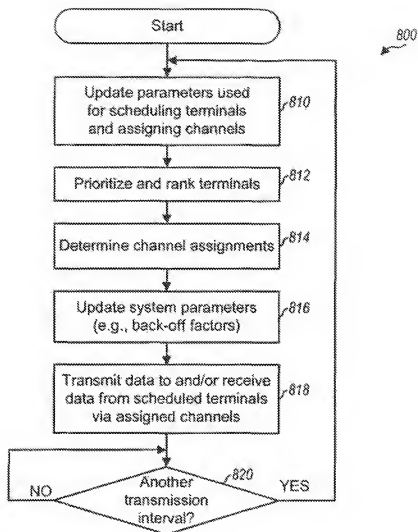 Start
800
Update parameters used
for scheduling terminals
and assigning channels
810
Prioritize and rank terminals
812
Determine channel assignments
814
Update system parameters
(e.g., back-off factors)
816
Transmit data to and/or receive
data from scheduled terminals
via assigned channels
818
820
NO
Another
transmission
interval?
YES